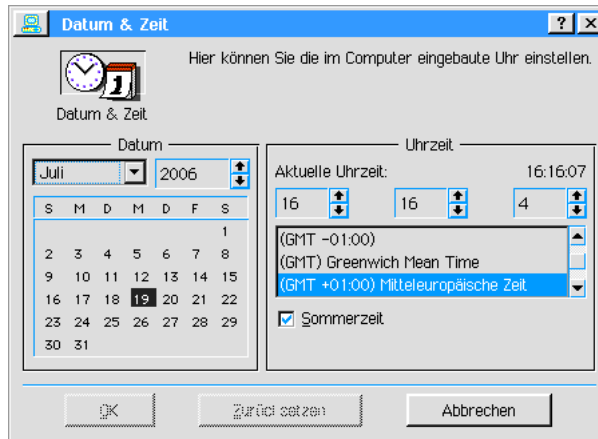 Datum & Zeit
Hier können Sie die im Computer eingebaute Uhr einstellen.
1
Datum & Zeit
Datum
Juli 2006
S M D M D F S
1
2 3 4 5 6 7 8
9 10 11 12 13 14 15
16 17 18 19 20 21 22
23 24 25 26 27 28 29
30 31
Uhrzeit
Aktuelle Uhrzeit: 16:16:07
16 16 4
(GMT -01:00)
(GMT) Greenwich Mean Time
(GMT +01:00) Mitteleuropäische Zeit
Sommerzeit
OK Zurück setzen Abbrechen